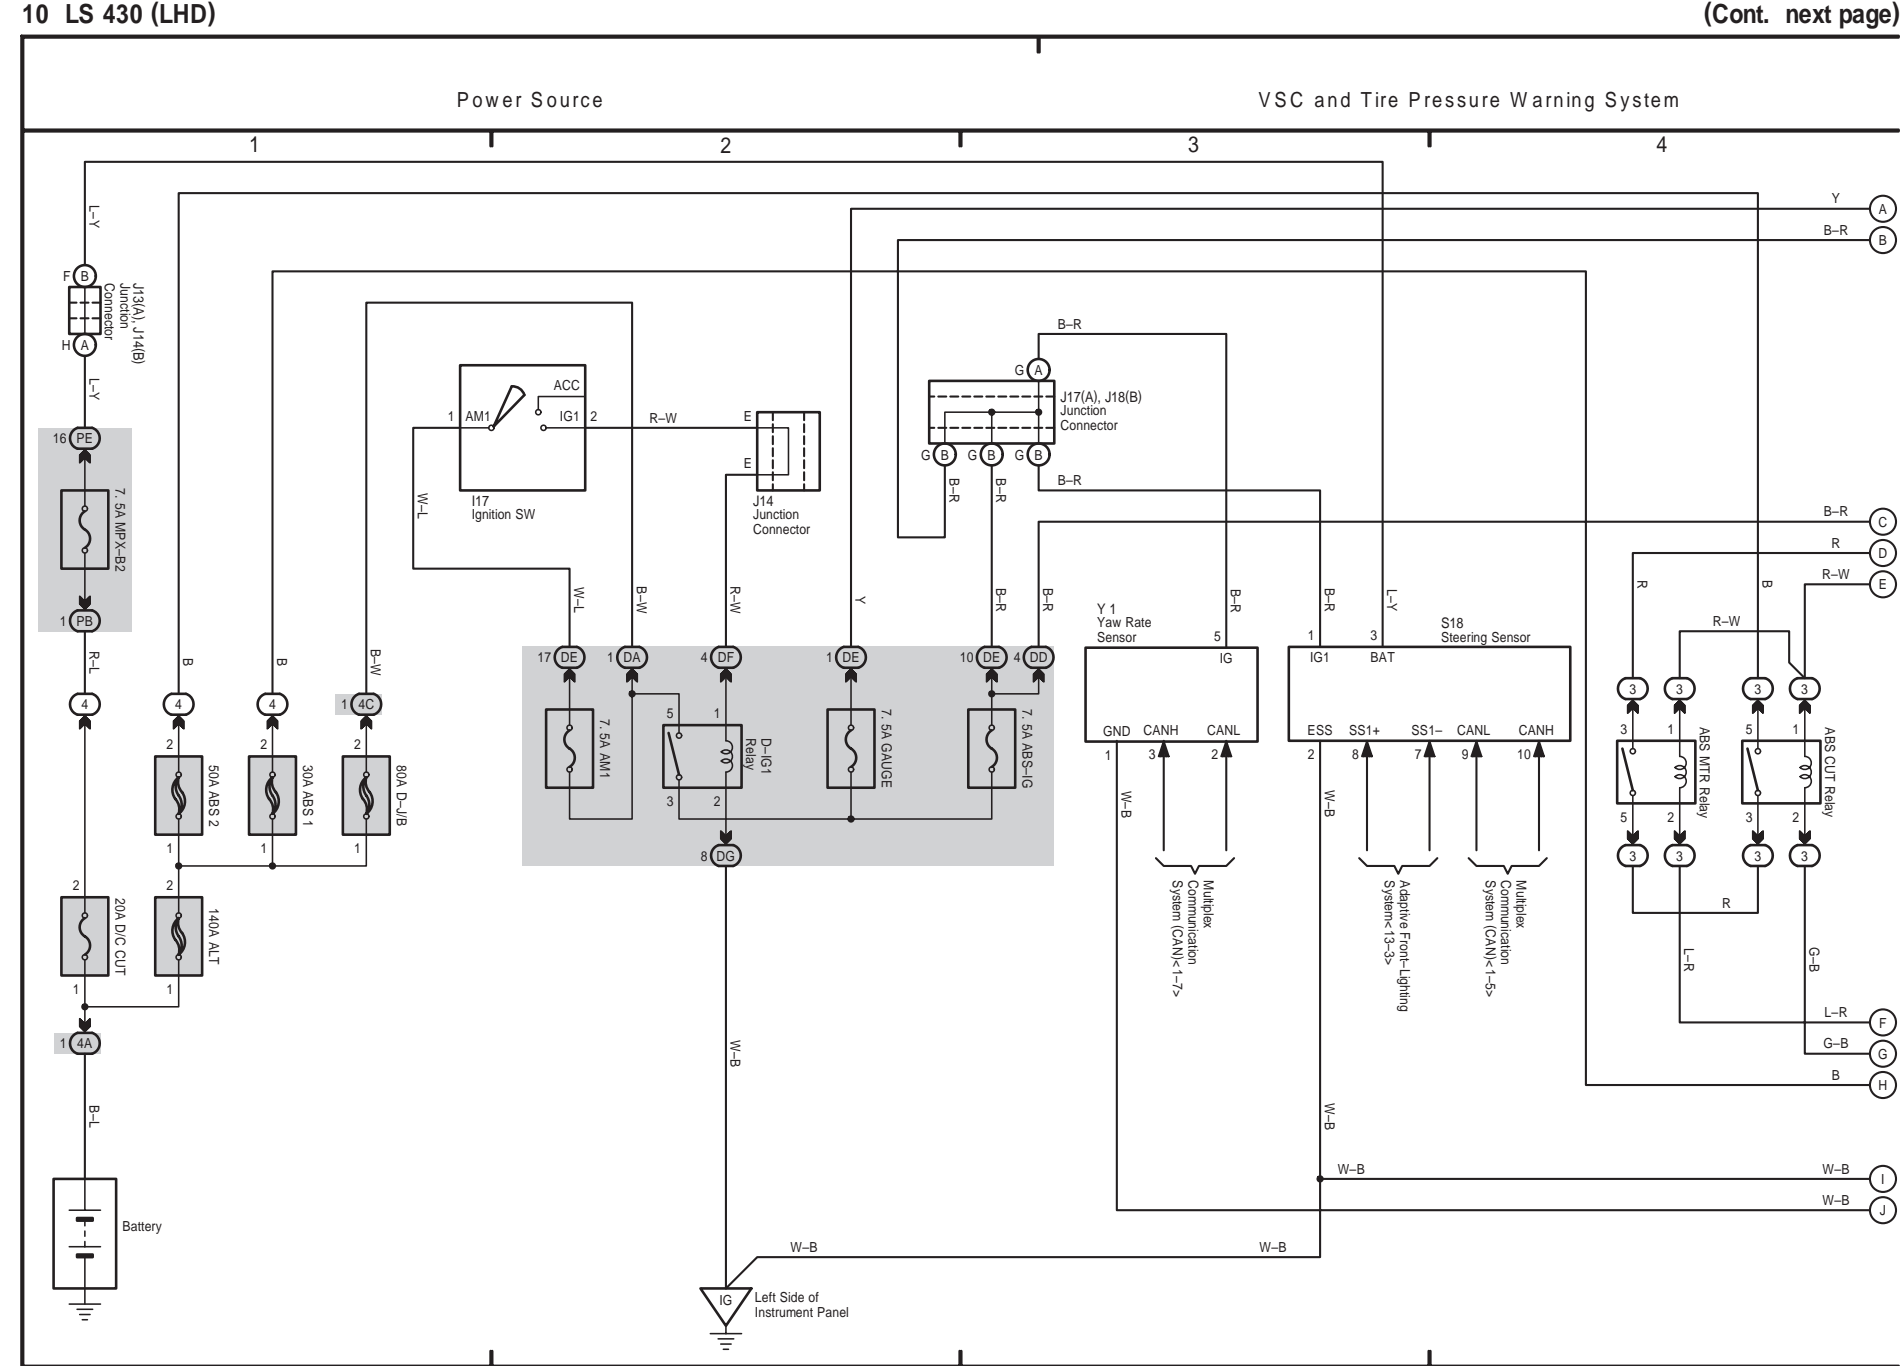 10 LS 430 (LHD)
(Cont. next page)
Power Source
VSC and Tire Pressure Warning System
1
2
3
4
L–Y
F
B
J13(A), J14(B)
Junction
Connector
H
A
L–Y
16
PE
7. 5A MPX–B2
1
PB
R–L
4
20A D/C CUT
2
1
1
4A
B–L
Battery
B
4
2
50A ABS 2
1
2
140A ALT
1
B
4
2
30A ABS 1
1
B–W
1
4C
2
80A D–J/B
1
ACC
1
AM1
IG1
2
I17
Ignition SW
W–L
R–W
E
E
J14
Junction
Connector
W–L
B–W
R–W
Y
B–R
B–R
17
DE
1
DA
4
DF
1
DE
10
DE
4
DD
7. 5A AM1
5
1
D–IG1
Relay
3
2
7. 5A GAUGE
7. 5A ABS–IG
8
DG
W–B
IG
Left Side of
Instrument Panel
W–B
W–B
B–R
G
A
J17(A), J18(B)
Junction
Connector
G
B
G
B
G
B
B–R
B–R
B–R
Y 1
Yaw Rate
Sensor
B–R
5
IG
GND
CANH
CANL
1
3
2
W–B
Multiplex
Communication
System (CAN)<1–7>
B–R
L–Y
S18
Steering Sensor
1
3
IG1
BAT
ESS
SS1+
SS1–
CANL
CANH
2
8
7
9
10
W–B
Adaptive Front–Lighting
System<13–3>
Multiplex
Communication
System (CAN)<1–5>
W–B
W–B
Y
A
B–R
B
B–R
C
R
D
R–W
E
R
B
R–W
3
3
3
3
3
1
5
1
ABS MTR Relay
ABS CUT Relay
5
2
3
2
3
3
3
3
R
L–R
G–B
L–R
F
G–B
G
B
H
W–B
I
W–B
J